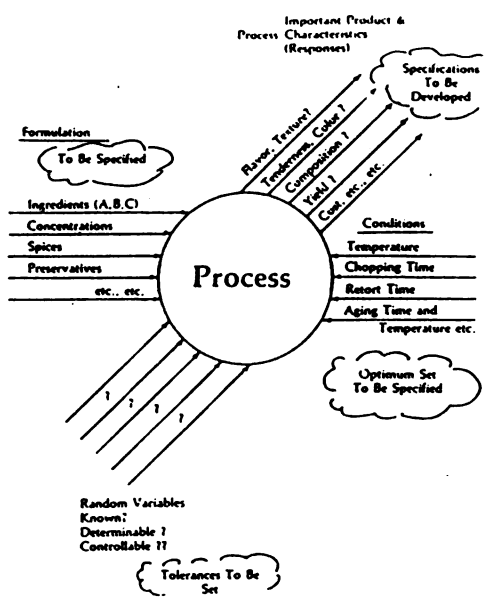 Important Product &
Process Characteristics
(Responses)
Specifications
To Be
Developed
Flavor, Texture?
Tenderness, Color ?
Composition ?
Yield ?
Cost, etc., etc.
Formulation
To Be Specified
Ingredients (A,B,C)
Concentrations
Spices
Preservatives
etc., etc.
Process
Conditions
Temperature
Chopping Time
Retort Time
Aging Time and
Temperature etc.
Optimum Set
To Be Specified
? ? ? ?
Random Variables
Known?
Determinable ?
Controllable ??
Tolerances To Be
Set